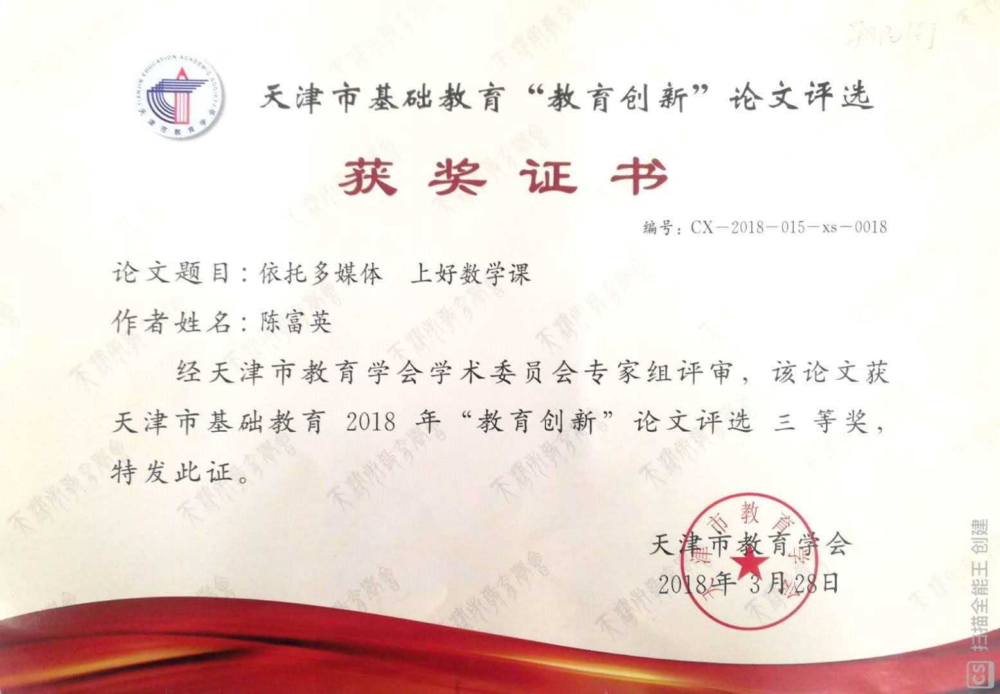 TIANJIN EDUCATION ACADEMIC SOCIETY
天津市教育学会
天津市基础教育“教育创新”论文评选
获奖证书
编号：CX－2018－015－xs－0018
论文题目：依托多媒体　上好数学课
作者姓名：陈富英
经天津市教育学会学术委员会专家组评审，该论文获
天津市基础教育 2018 年“教育创新”论文评选 三 等奖，
特发此证。
天津市教育学会
天津市教育学会
2018年 3月28日
CS 扫描全能王 创建